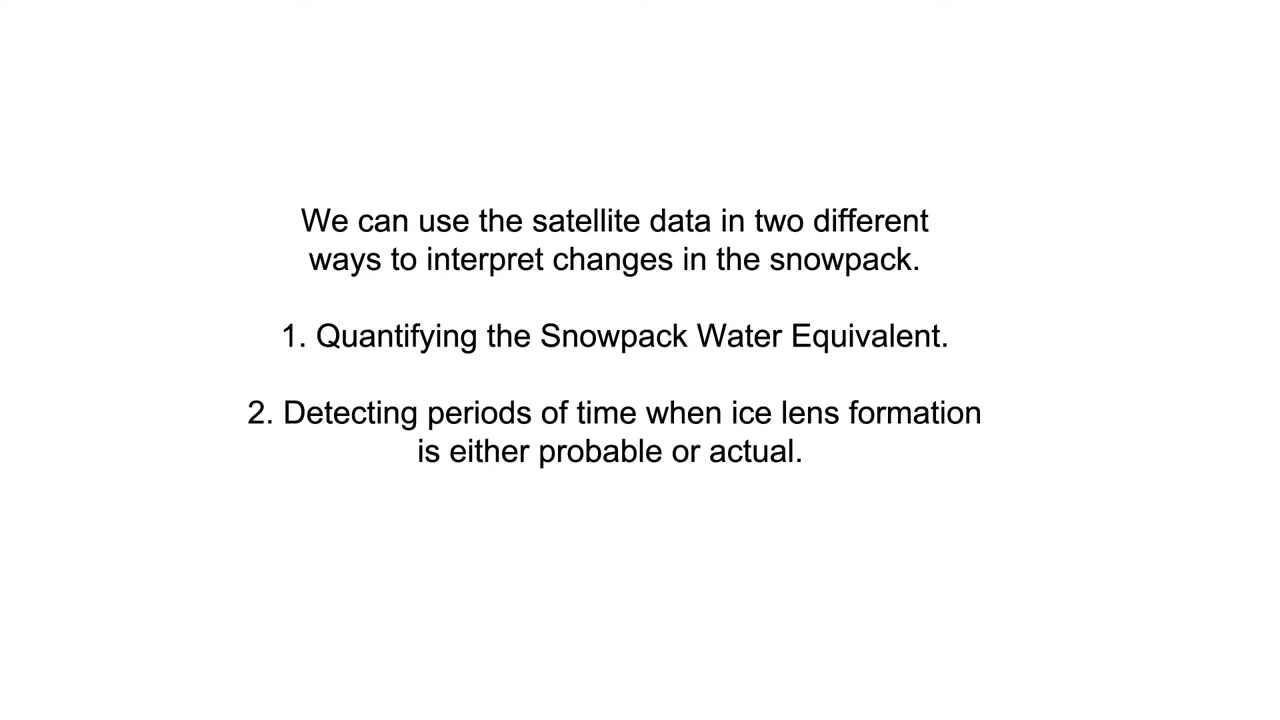 We can use the satellite data in two different
ways to interpret changes in the snowpack.
1. Quantifying the Snowpack Water Equivalent.
2. Detecting periods of time when ice lens formation
is either probable or actual.